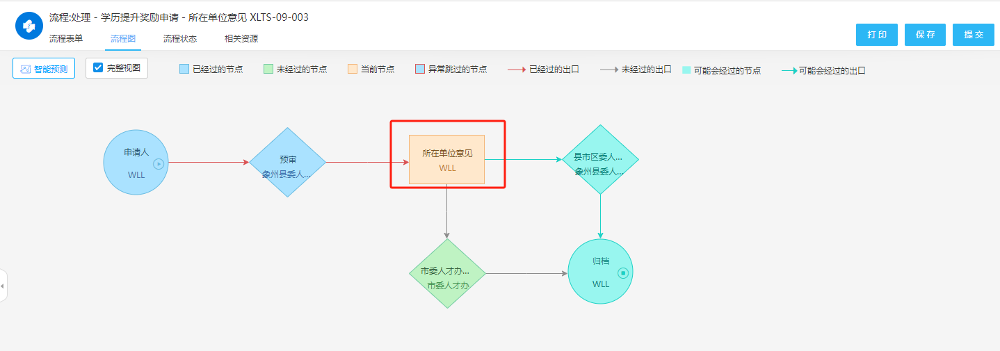 流程:处理 - 学历提升奖励申请 - 所在单位意见 XLTS-09-003
流程表单 流程图 流程状态 相关资源
打印 保存 提交
智能预测 完整视图 已经过的节点 未经过的节点 当前节点 异常跳过的节点 已经过的出口 未经过的出口 可能会经过的节点 可能会经过的出口
申请人
WLL
预审
象州县委人...
所在单位意见
WLL
县市区委人...
象州县委人...
市委人才办...
市委人才办
归档
WLL